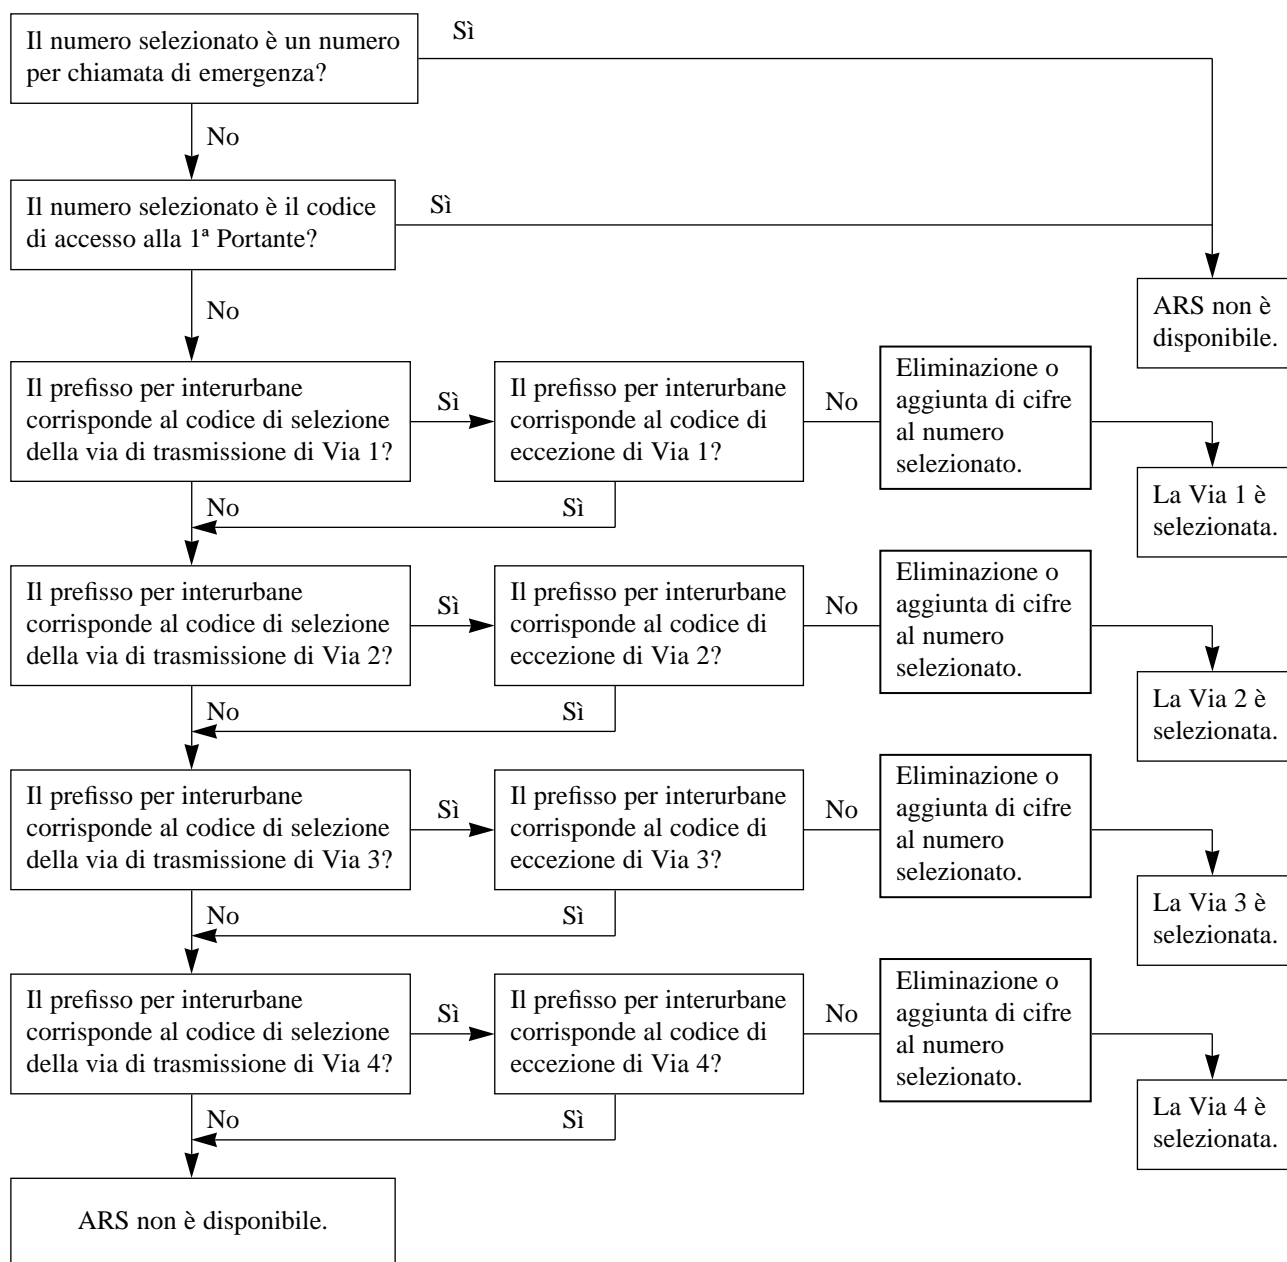 Il numero selezionato è un numero
per chiamata di emergenza?
Sì
No
Il numero selezionato è il codice
di accesso alla 1ª Portante?
Sì
No
ARS non è
disponibile.
Il prefisso per interurbane
corrisponde al codice di selezione
della via di trasmissione di Via 1?
Sì
Il prefisso per interurbane
corrisponde al codice di
eccezione di Via 1?
No
Eliminazione o
aggiunta di cifre
al numero
selezionato.
La Via 1 è
selezionata.
No
Sì
Il prefisso per interurbane
corrisponde al codice di selezione
della via di trasmissione di Via 2?
Sì
Il prefisso per interurbane
corrisponde al codice di
eccezione di Via 2?
No
Eliminazione o
aggiunta di cifre
al numero
selezionato.
La Via 2 è
selezionata.
No
Sì
Il prefisso per interurbane
corrisponde al codice di selezione
della via di trasmissione di Via 3?
Sì
Il prefisso per interurbane
corrisponde al codice di
eccezione di Via 3?
No
Eliminazione o
aggiunta di cifre
al numero
selezionato.
La Via 3 è
selezionata.
No
Sì
Il prefisso per interurbane
corrisponde al codice di selezione
della via di trasmissione di Via 4?
Sì
Il prefisso per interurbane
corrisponde al codice di
eccezione di Via 4?
No
Eliminazione o
aggiunta di cifre
al numero
selezionato.
La Via 4 è
selezionata.
No
Sì
ARS non è disponibile.